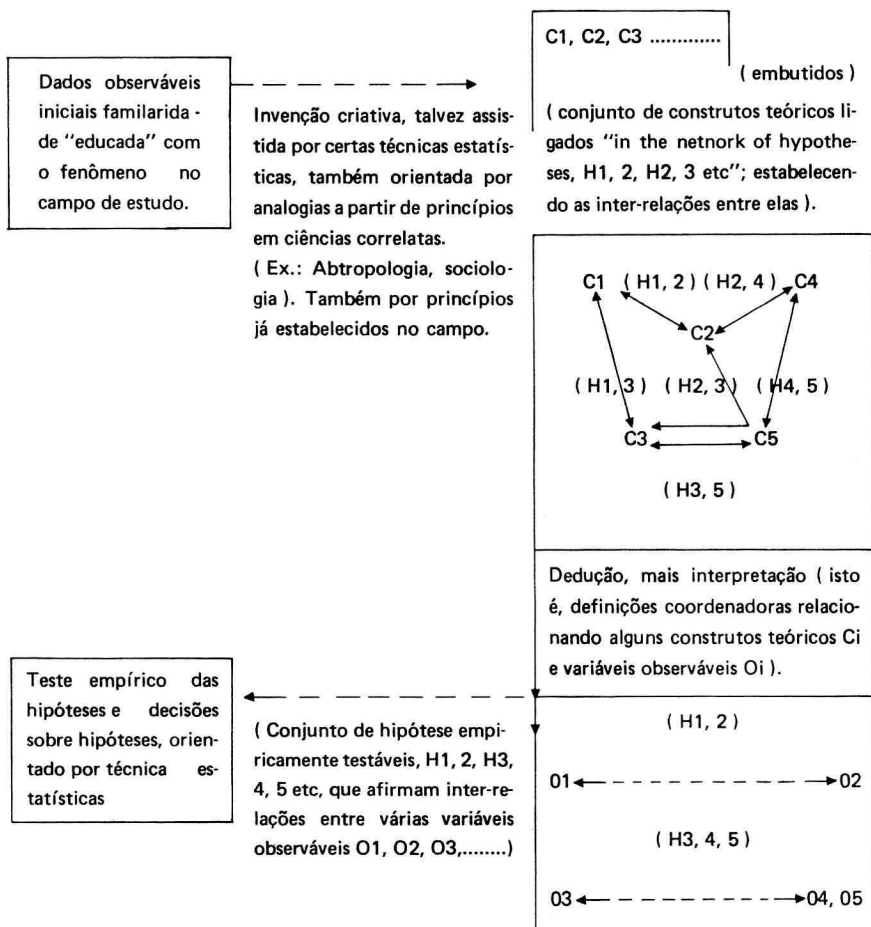 Dados observáveis
iniciais familarida -
de "educada" com
o fenômeno no
campo de estudo.
Invenção criativa, talvez assis-
tida por certas técnicas estatís-
ticas, também orientada por
analogias a partir de princípios
em ciências correlatas.
( Ex.: Abtropologia, sociolo-
gia ). Também por princípios
já estabelecidos no campo.
C1, C2, C3 .............
( embutidos )
( conjunto de construtos teóricos li-
gados "in the netnork of hypothe-
ses, H1, 2, H2, 3 etc"; estabelecen-
do as inter-relações entre elas ).
C1 ( H1, 2 ) ( H2, 4 ) C4
C2
( H1, 3 ) ( H2, 3 ) ( H4, 5 )
C3 C5
( H3, 5 )
Dedução, mais interpretação ( isto
é, definições coordenadoras relacio-
nando alguns construtos teóricos Ci
e variáveis observáveis Oi ).
Teste empírico das
hipóteses e decisões
sobre hipóteses, orien-
tado por técnica es-
tatísticas
( Conjunto de hipótese empi-
ricamente testáveis, H1, 2, H3,
4, 5 etc, que afirmam inter-re-
lações entre várias variáveis
observáveis O1, O2, O3,........)
( H1, 2 )
01 02
( H3, 4, 5 )
03 04, 05